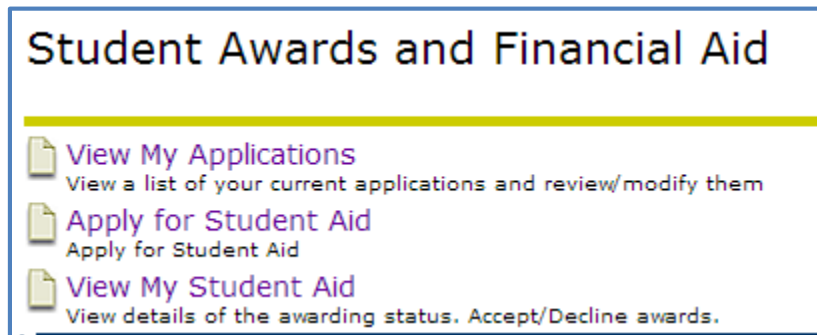 Student Awards and Financial Aid
View My Applications
View a list of your current applications and review/modify them
Apply for Student Aid
Apply for Student Aid
View My Student Aid
View details of the awarding status. Accept/Decline awards.